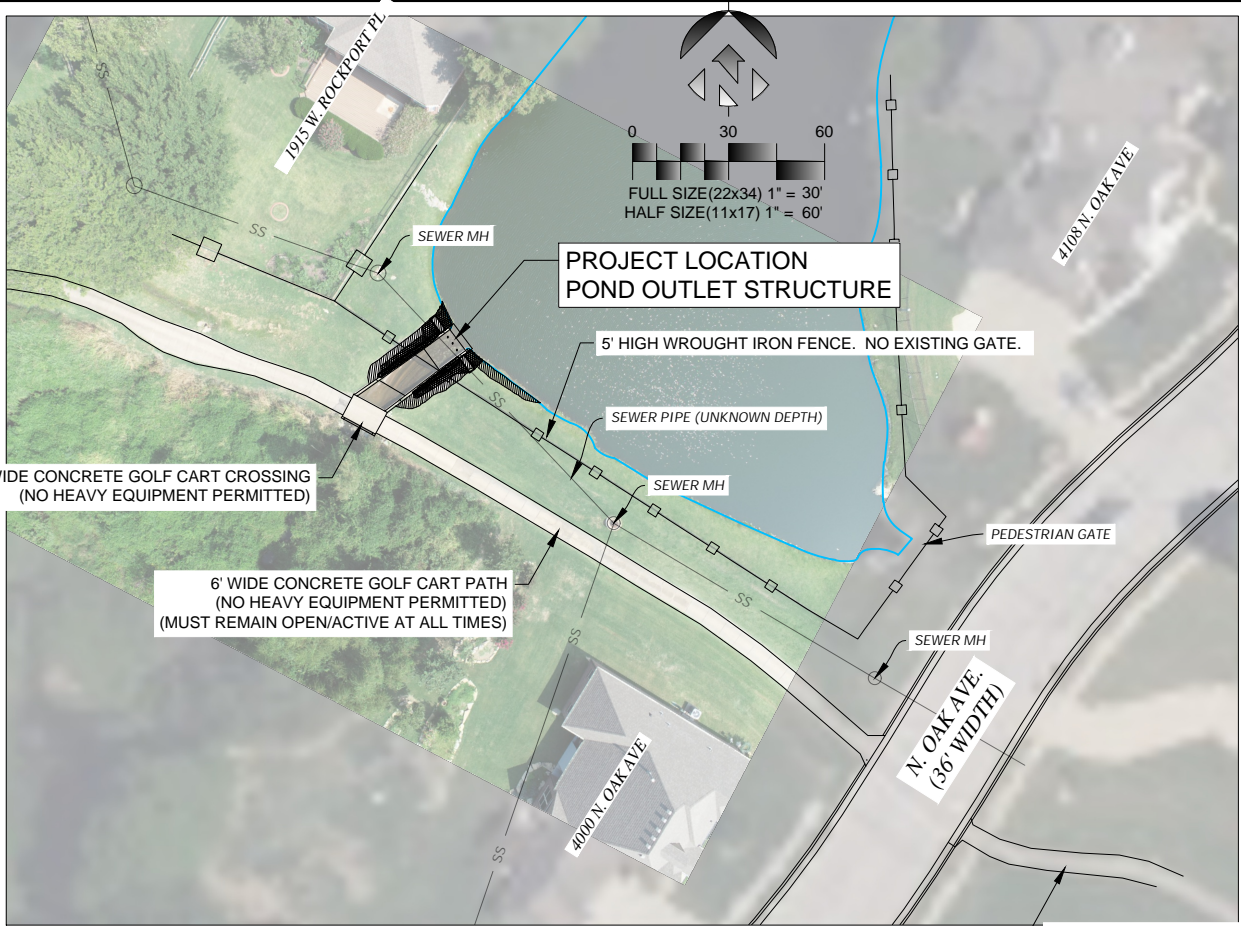 1915 W. ROCKPORT PL
N
0 30 60
FULL SIZE(22x34) 1" = 30'
HALF SIZE(11x17) 1" = 60'
4108 N. OAK AVE
SS
SS
SEWER MH
PROJECT LOCATION
POND OUTLET STRUCTURE
5' HIGH WROUGHT IRON FENCE. NO EXISTING GATE.
SS
SEWER PIPE (UNKNOWN DEPTH)
WIDE CONCRETE GOLF CART CROSSING
(NO HEAVY EQUIPMENT PERMITTED)
SEWER MH
PEDESTRIAN GATE
6' WIDE CONCRETE GOLF CART PATH
(NO HEAVY EQUIPMENT PERMITTED)
(MUST REMAIN OPEN/ACTIVE AT ALL TIMES)
SS
SS
SEWER MH
N. OAK AVE.
(36' WIDTH)
4000 N. OAK AVE
SS